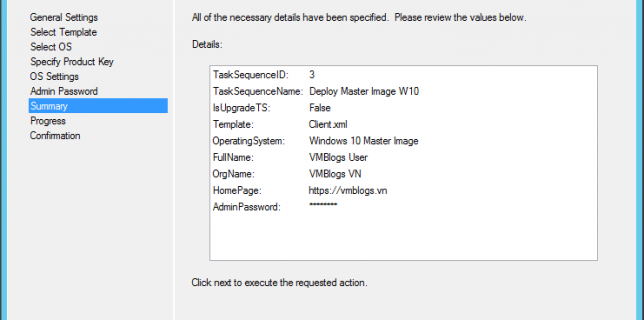 General Settings
Select Template
Select OS
Specify Product Key
OS Settings
Admin Password
Summary
Progress
Confirmation
All of the necessary details have been specified. Please review the values below.
Details:
TaskSequenceID: 3
TaskSequenceName: Deploy Master Image W10
IsUpgradeTS: False
Template: Client.xml
OperatingSystem: Windows 10 Master Image
FullName: VMBlogs User
OrgName: VMBlogs VN
HomePage: https://vmblogs.vn
AdminPassword: ********
Click next to execute the requested action.